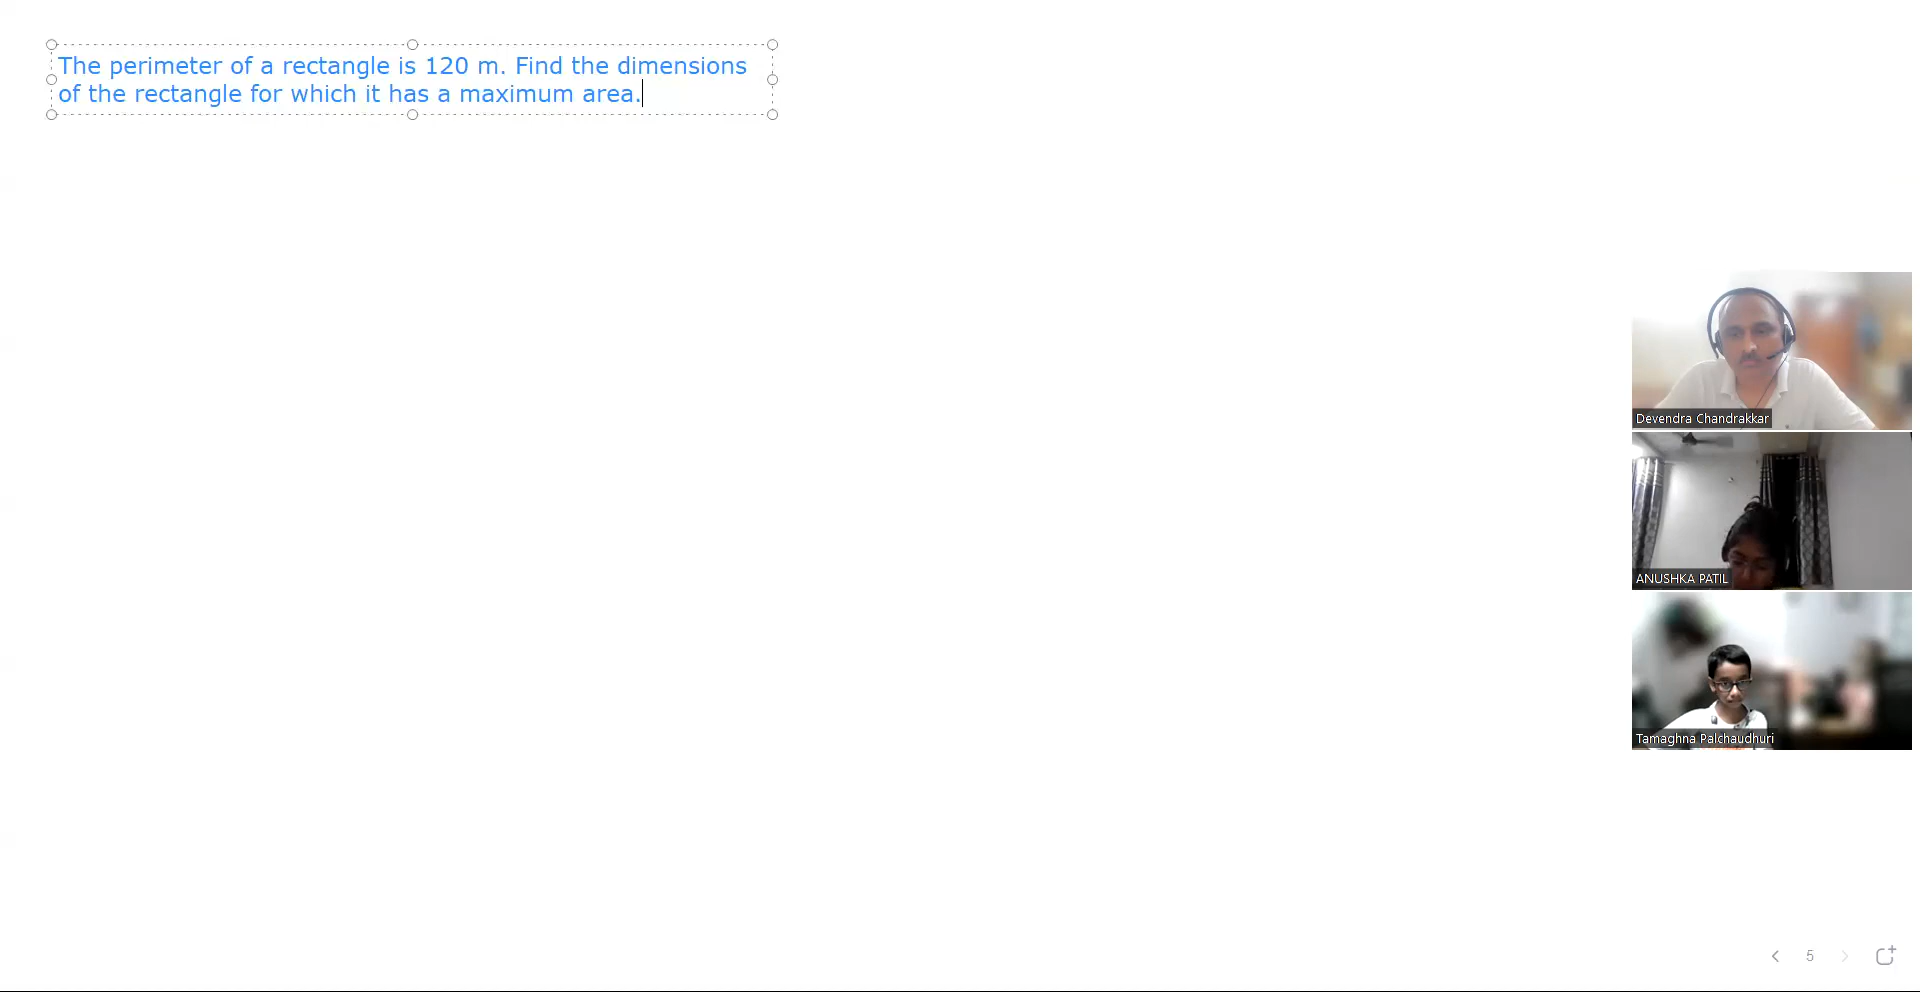 The perimeter of a rectangle is 120 m. Find the dimensions
of the rectangle for which it has a maximum area.
Devendra Chandrakkar
ANUSHKA PATIL
Tamaghna Palchaudhuri
5